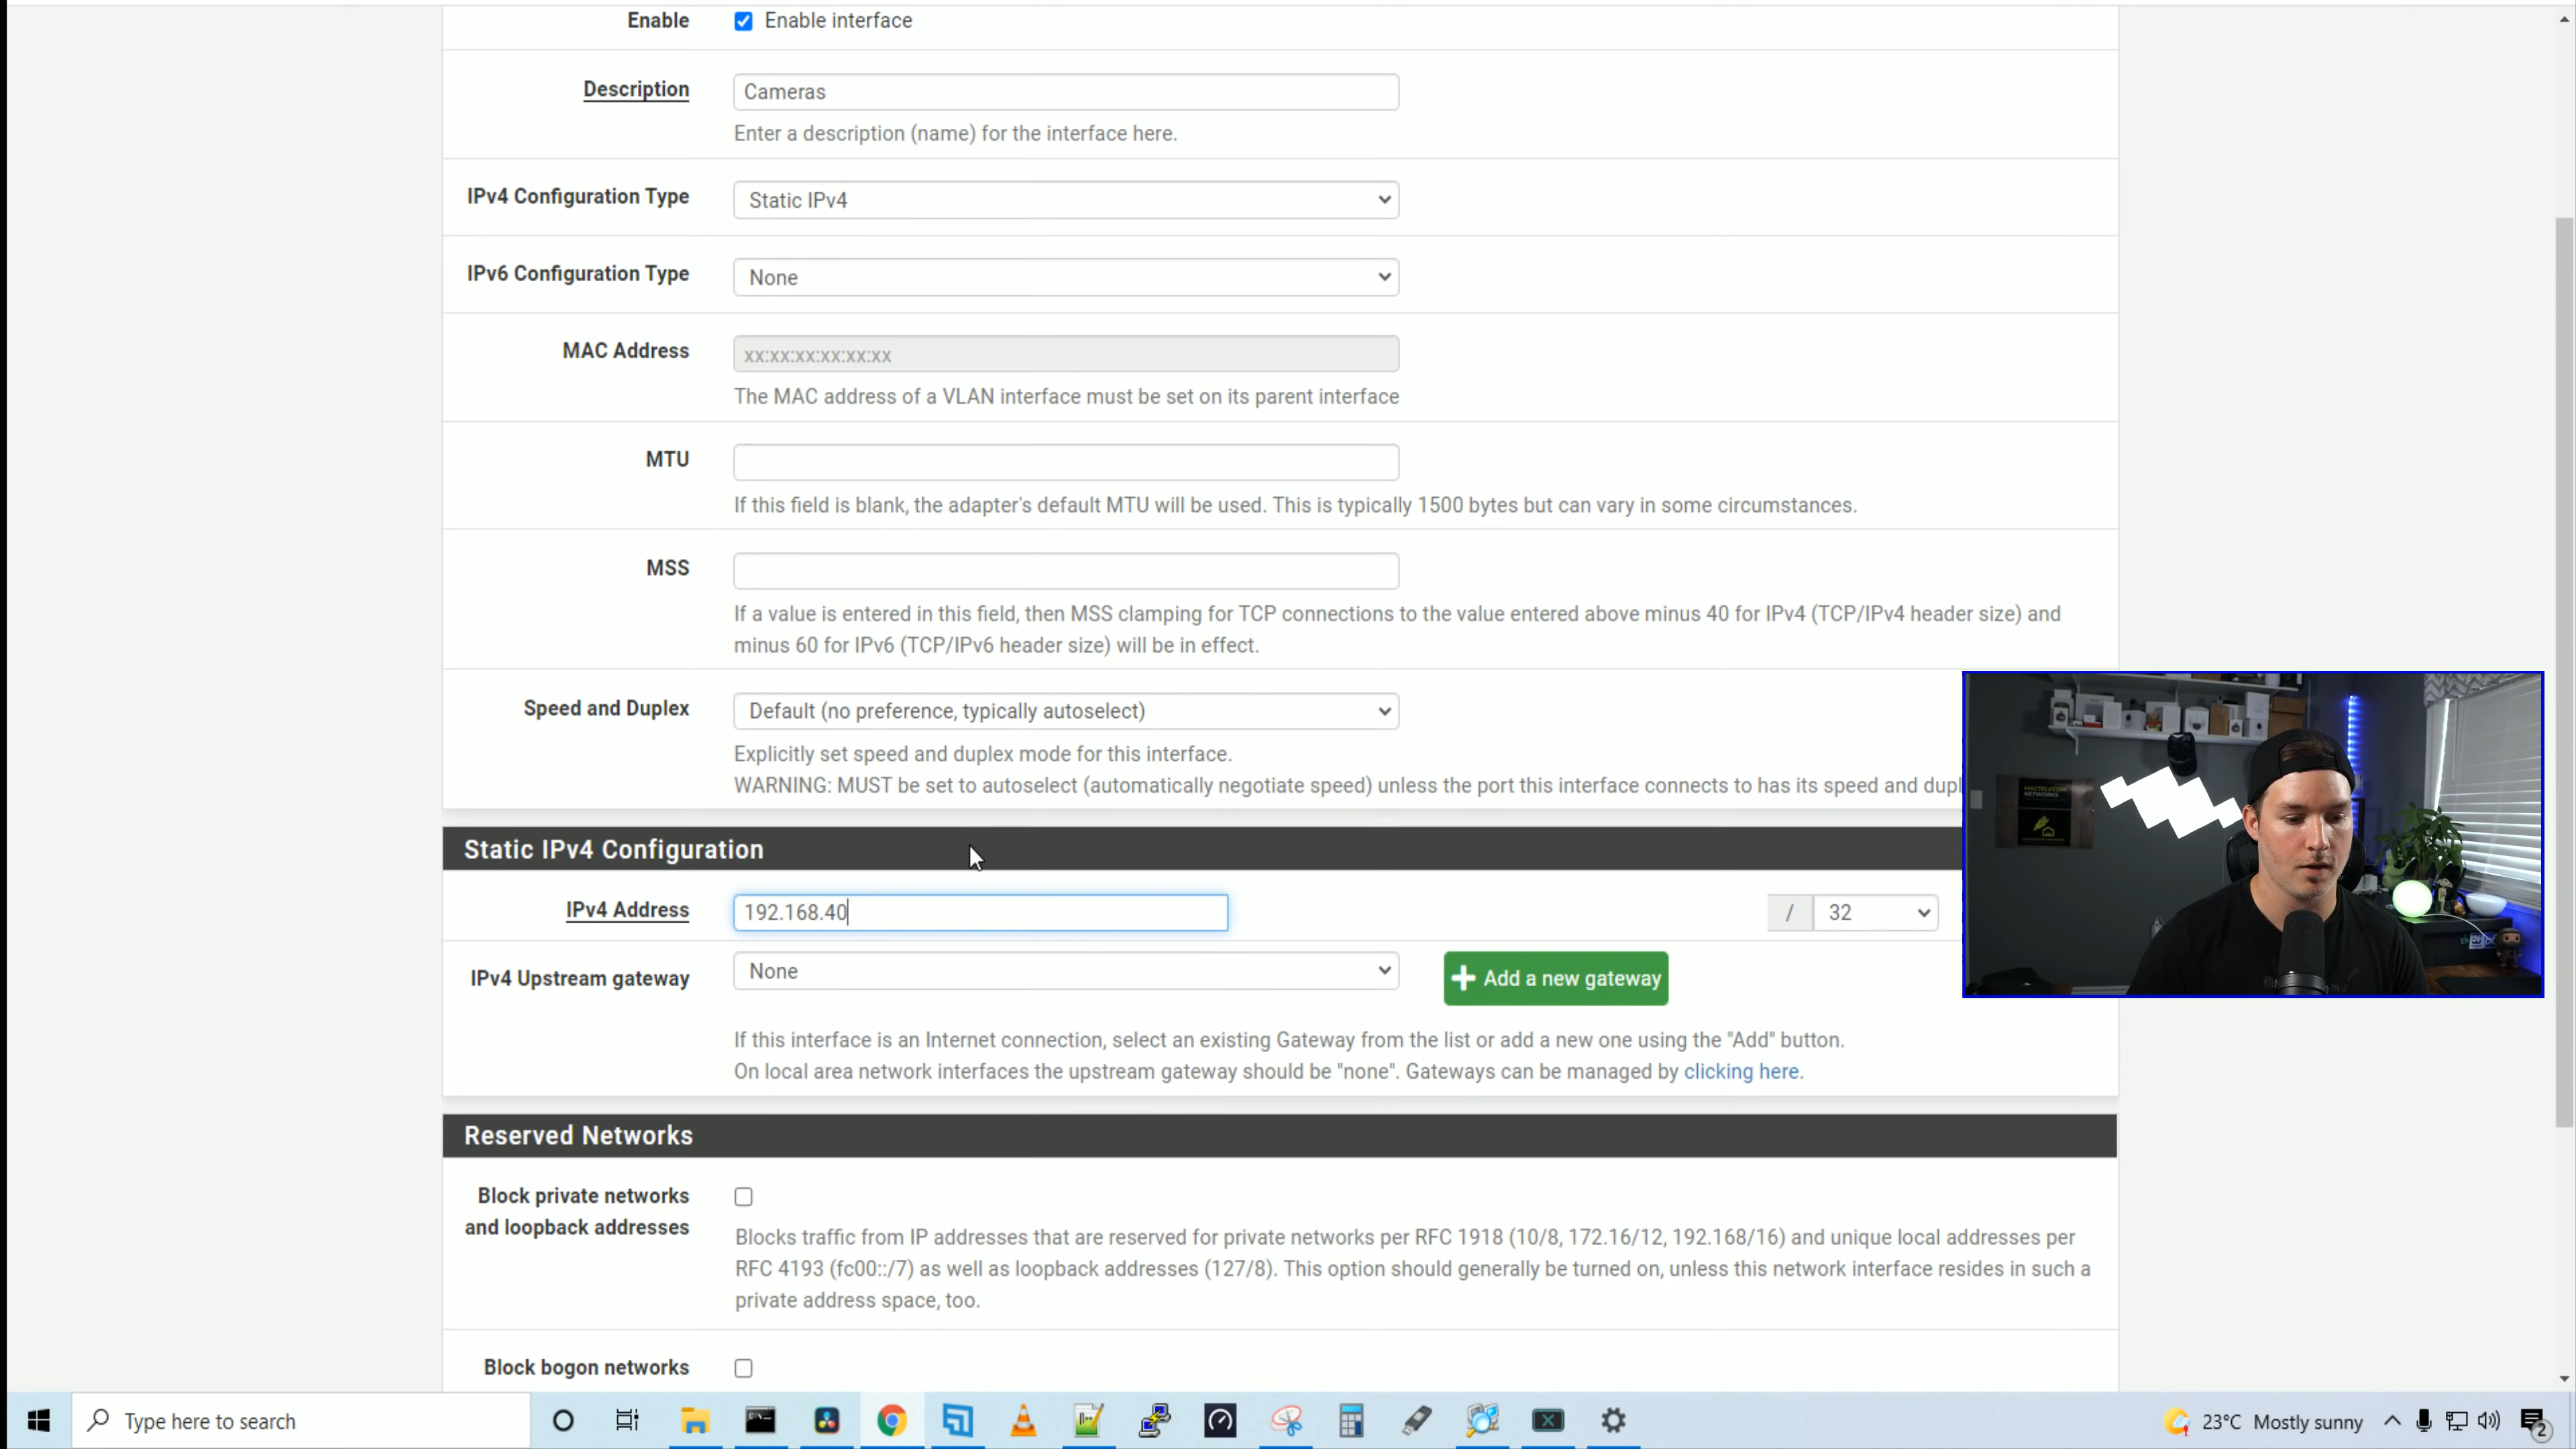 Enable
Enable interface
Description
Cameras
Enter a description (name) for the interface here.
IPv4 Configuration Type
Static IPv4
IPv6 Configuration Type
None
MAC Address
xx:xx:xx:xx:xx:xx
The MAC address of a VLAN interface must be set on its parent interface
MTU
If this field is blank, the adapter's default MTU will be used. This is typically 1500 bytes but can vary in some circumstances.
MSS
If a value is entered in this field, then MSS clamping for TCP connections to the value entered above minus 40 for IPv4 (TCP/IPv4 header size) and
minus 60 for IPv6 (TCP/IPv6 header size) will be in effect.
Speed and Duplex
Default (no preference, typically autoselect)
Explicitly set speed and duplex mode for this interface.
WARNING: MUST be set to autoselect (automatically negotiate speed) unless the port this interface connects to has its speed and dupl
MACTELECOM
NETWORKS
Static IPv4 Configuration
IPv4 Address
192.168.40
/ 32
IPv4 Upstream gateway
None
Add a new gateway
If this interface is an Internet connection, select an existing Gateway from the list or add a new one using the "Add" button.
On local area network interfaces the upstream gateway should be "none". Gateways can be managed by clicking here.
Reserved Networks
Block private networks
and loopback addresses
Blocks traffic from IP addresses that are reserved for private networks per RFC 1918 (10/8, 172.16/12, 192.168/16) and unique local addresses per
RFC 4193 (fc00::/7) as well as loopback addresses (127/8). This option should generally be turned on, unless this network interface resides in such a
private address space, too.
Block bogon networks
Type here to search
23°C Mostly sunny
2